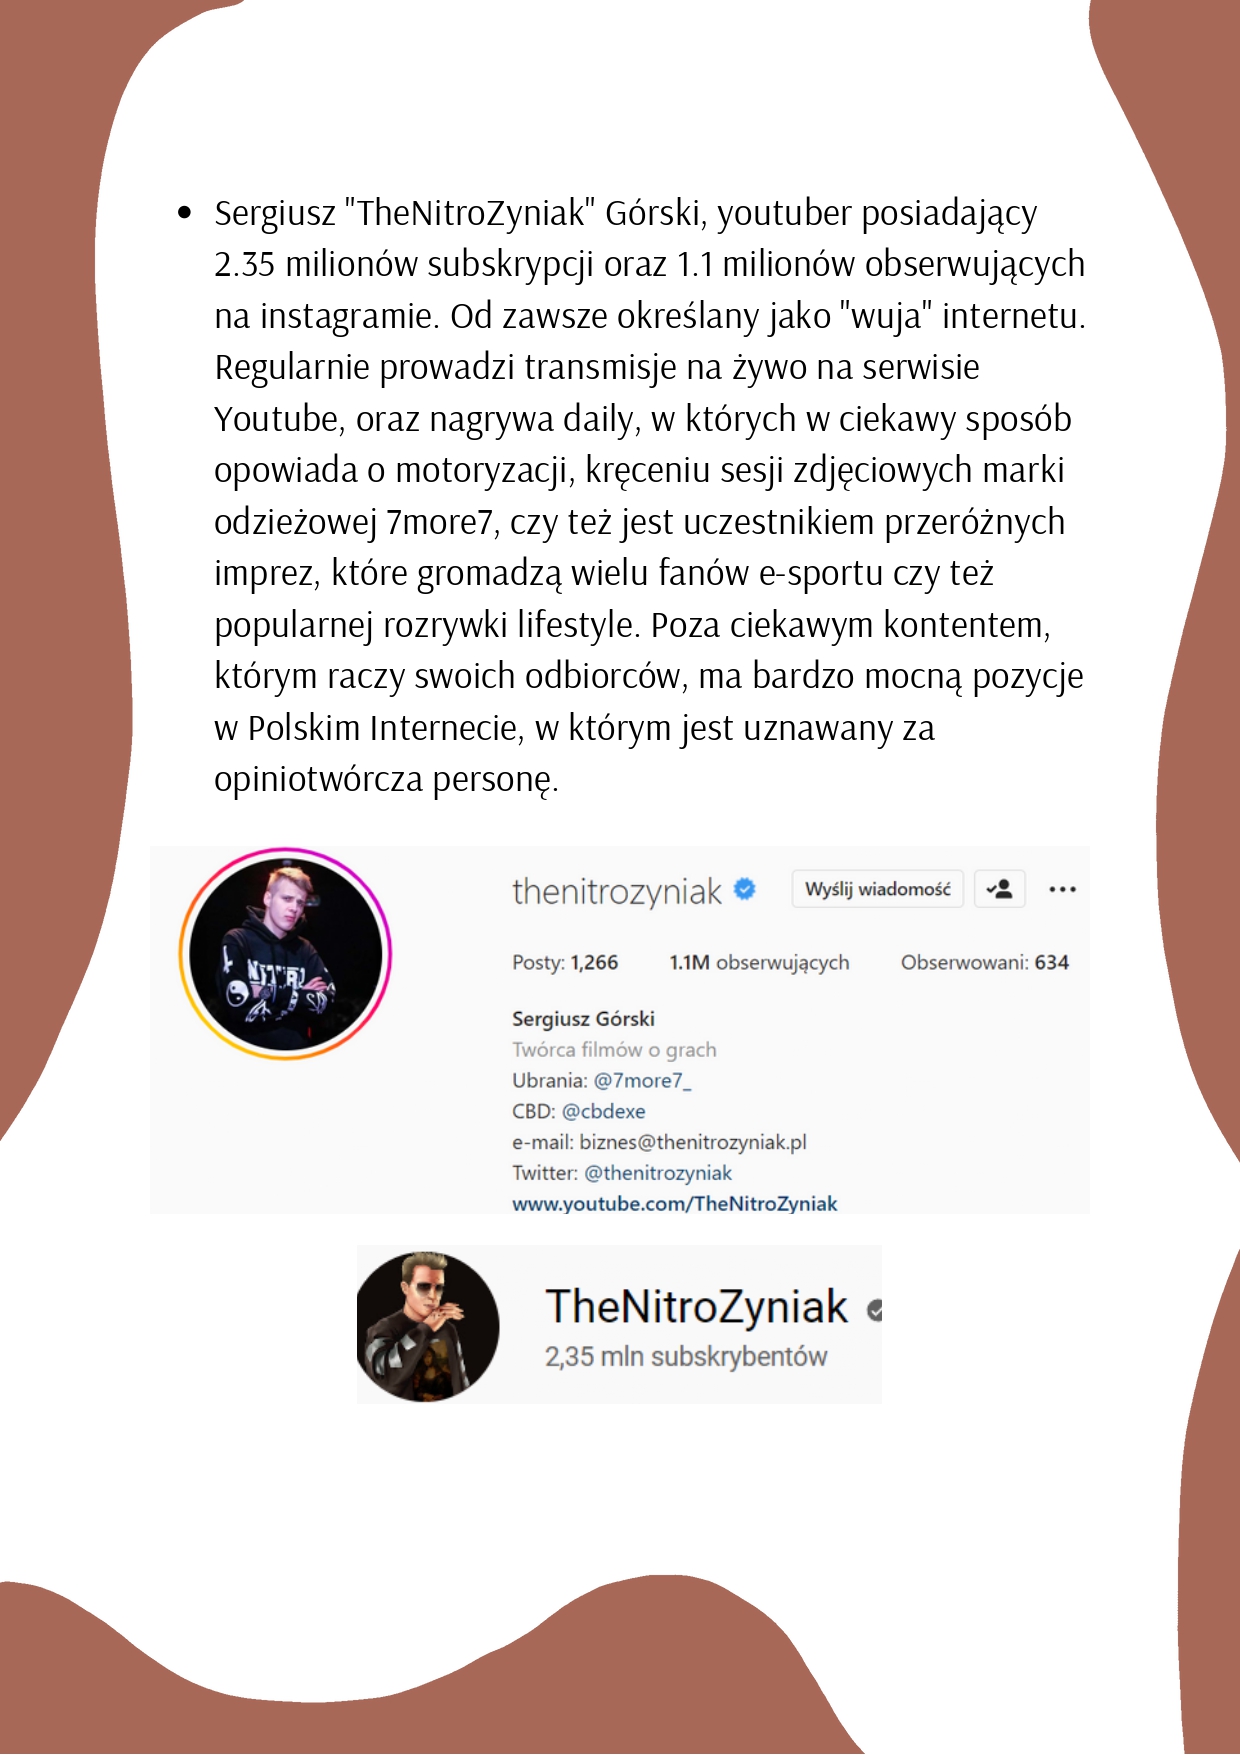 Sergiusz "TheNitroZyniak" Górski, youtuber posiadający
2.35 milionów subskrypcji oraz 1.1 milionów obserwujących
na instagramie. Od zawsze określany jako "wuja" internetu.
Regularnie prowadzi transmisje na żywo na serwisie
Youtube, oraz nagrywa daily, w których w ciekawy sposób
opowiada o motoryzacji, kręceniu sesji zdjęciowych marki
odzieżowej 7more7, czy też jest uczestnikiem przeróżnych
imprez, które gromadzą wielu fanów e-sportu czy też
popularnej rozrywki lifestyle. Poza ciekawym kontentem,
którym raczy swoich odbiorców, ma bardzo mocną pozycje
w Polskim Internecie, w którym jest uznawany za
opiniotwórcza personę.
thenitrozyniak Wyślij wiadomość
Posty: 1,266 1.1M obserwujących Obserwowani: 634
Sergiusz Górski
Twórca filmów o grach
Ubrania: @7more7_
CBD: @cbdexe
e-mail: biznes@thenitrozyniak.pl
Twitter: @thenitrozyniak
www.youtube.com/TheNitroZyniak
TheNitroZyniak
2,35 mln subskrybentów